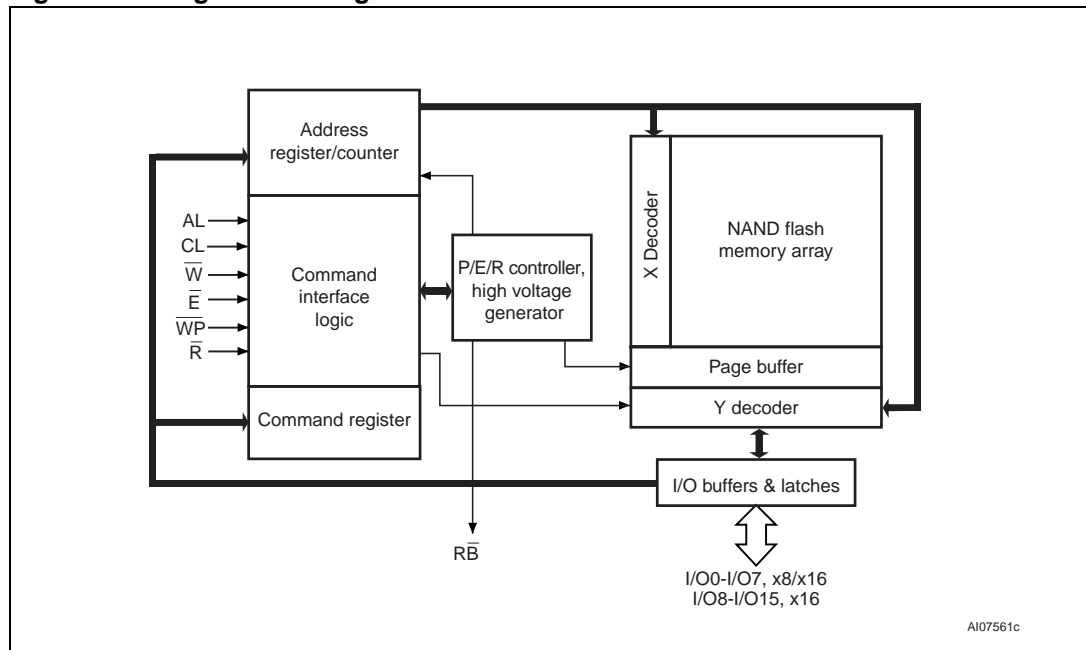 Address
register/counter
AL
CL
W̅
E̅
W̅P̅
R̅
Command
interface
logic
Command register
P/E/R controller,
high voltage
generator
X Decoder
NAND flash
memory array
Page buffer
Y decoder
I/O buffers & latches
RB̅
I/O0-I/O7, x8/x16
I/O8-I/O15, x16
AI07561c